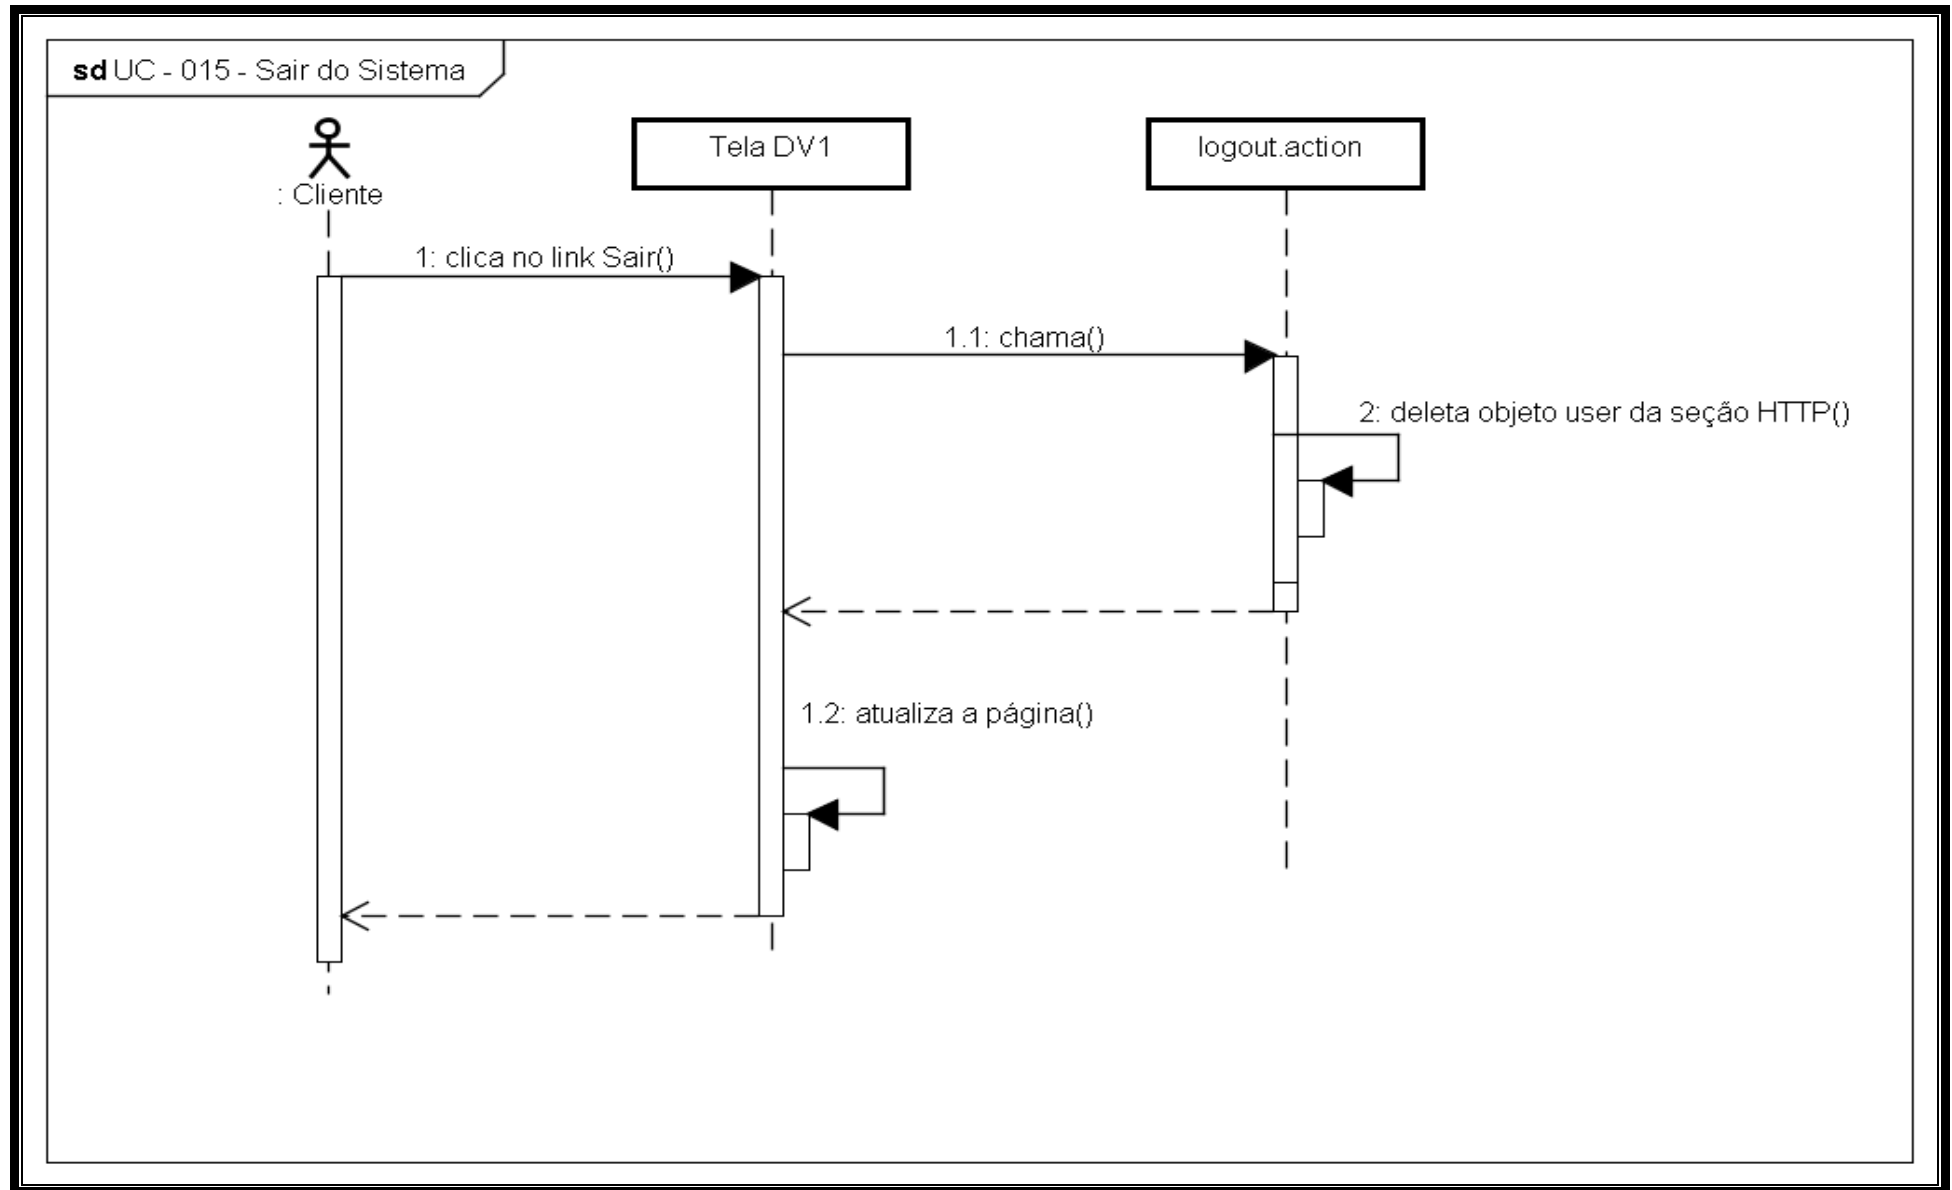 sd UC - 015 - Sair do Sistema
: Cliente
Tela DV1
logout.action
1: clica no link Sair()
1.1: chama()
2: deleta objeto user da seção HTTP()
1.2: atualiza a página()